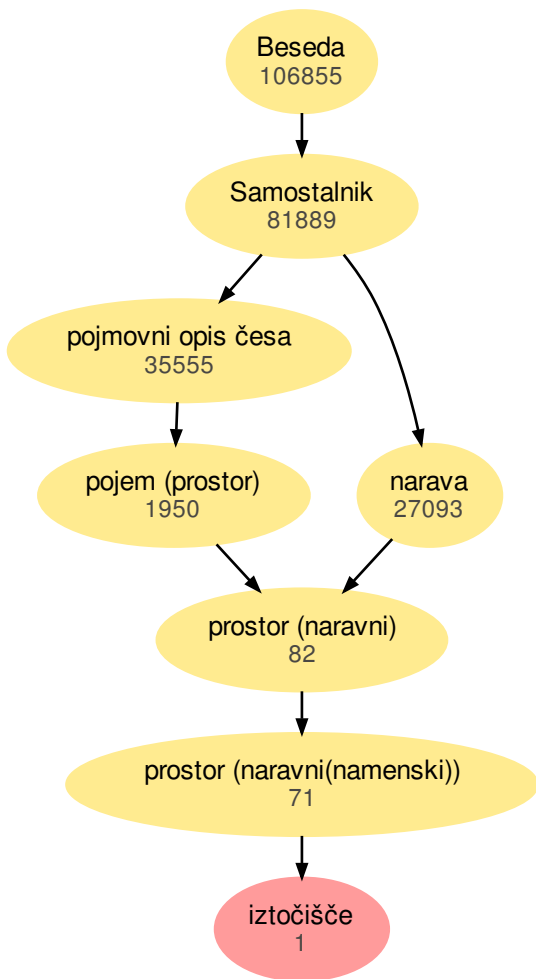 Beseda
106855
Samostalnik
81889
pojmovni opis česa
35555
pojem (prostor)
1950
narava
27093
prostor (naravni)
82
prostor (naravni(namenski))
71
iztočišče
1